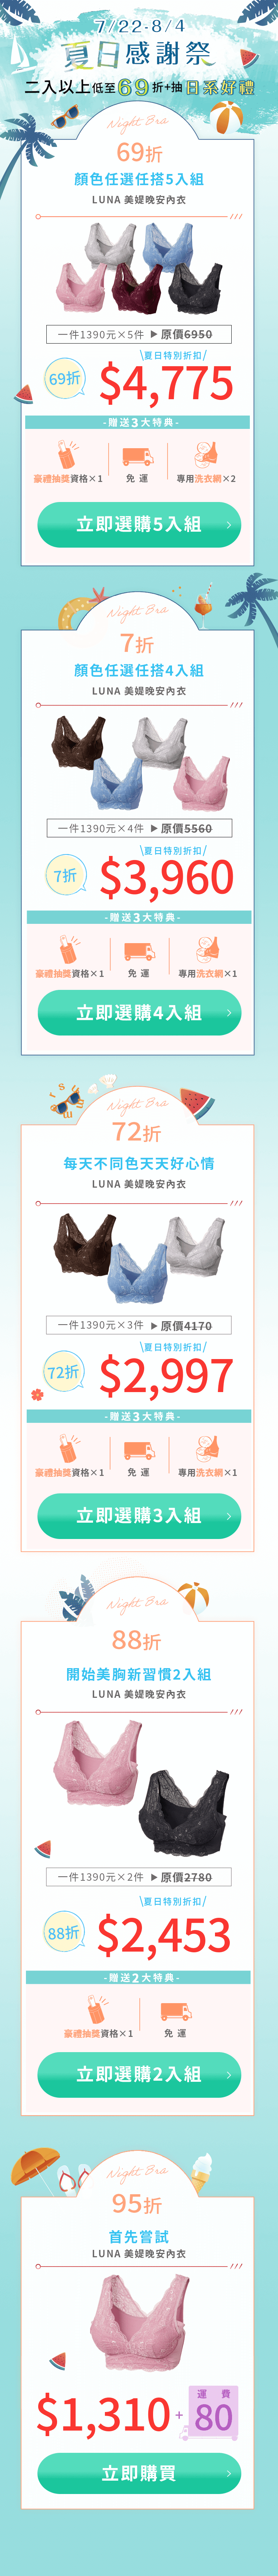 7/22-8/4
夏日感謝祭
二入以上低至69折+抽日系好禮
Night Bra
69折
顏色任選任搭5入組
LUNA 美媞晚安內衣
一件1390元×5件 ▶原價6950
\夏日特別折扣/
69折
$4,775
-贈送3大特典-
豪禮抽獎資格×1
免 運
專用洗衣網×2
立即選購5入組
Night Bra
7折
顏色任選任搭4入組
LUNA 美媞晚安內衣
一件1390元×4件 ▶原價5560
\夏日特別折扣/
7折
$3,960
-贈送3大特典-
豪禮抽獎資格×1
免 運
專用洗衣網×1
立即選購4入組
Night Bra
72折
每天不同色天天好心情
LUNA 美媞晚安內衣
一件1390元×3件 ▶原價4170
\夏日特別折扣/
72折
$2,997
-贈送3大特典-
豪禮抽獎資格×1
免 運
專用洗衣網×1
立即選購3入組
Night Bra
88折
開始美胸新習慣2入組
LUNA 美媞晚安內衣
一件1390元×2件 ▶原價2780
\夏日特別折扣/
88折
$2,453
-贈送2大特典-
豪禮抽獎資格×1
免 運
立即選購2入組
Night Bra
95折
首先嘗試
LUNA 美媞晚安內衣
運 費
$1,310+80
立即購買